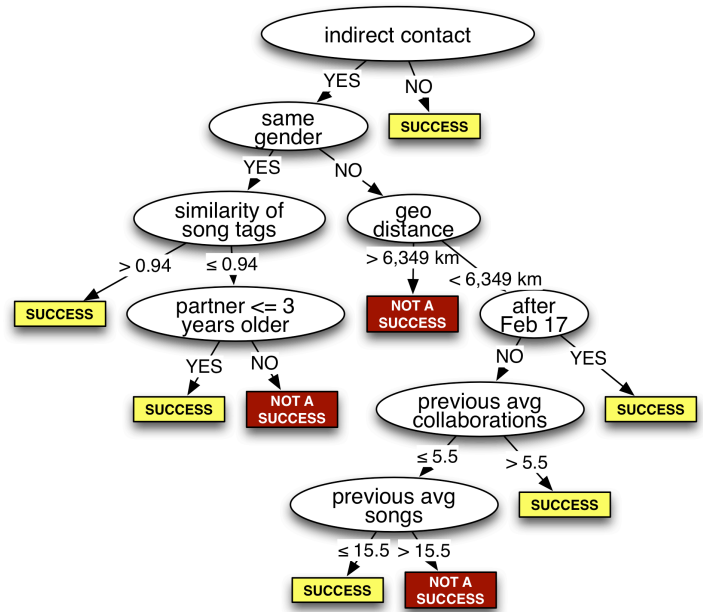 indirect contact
YES
NO
same
gender
SUCCESS
YES
NO
similarity of
song tags
geo
distance
> 0.94
≤ 0.94
> 6,349 km
< 6,349 km
SUCCESS
partner <= 3
years older
NOT A
SUCCESS
after
Feb 17
YES
NO
NO
YES
SUCCESS
NOT A
SUCCESS
previous avg
collaborations
SUCCESS
≤ 5.5
> 5.5
previous avg
songs
SUCCESS
≤ 15.5
> 15.5
SUCCESS
NOT A
SUCCESS